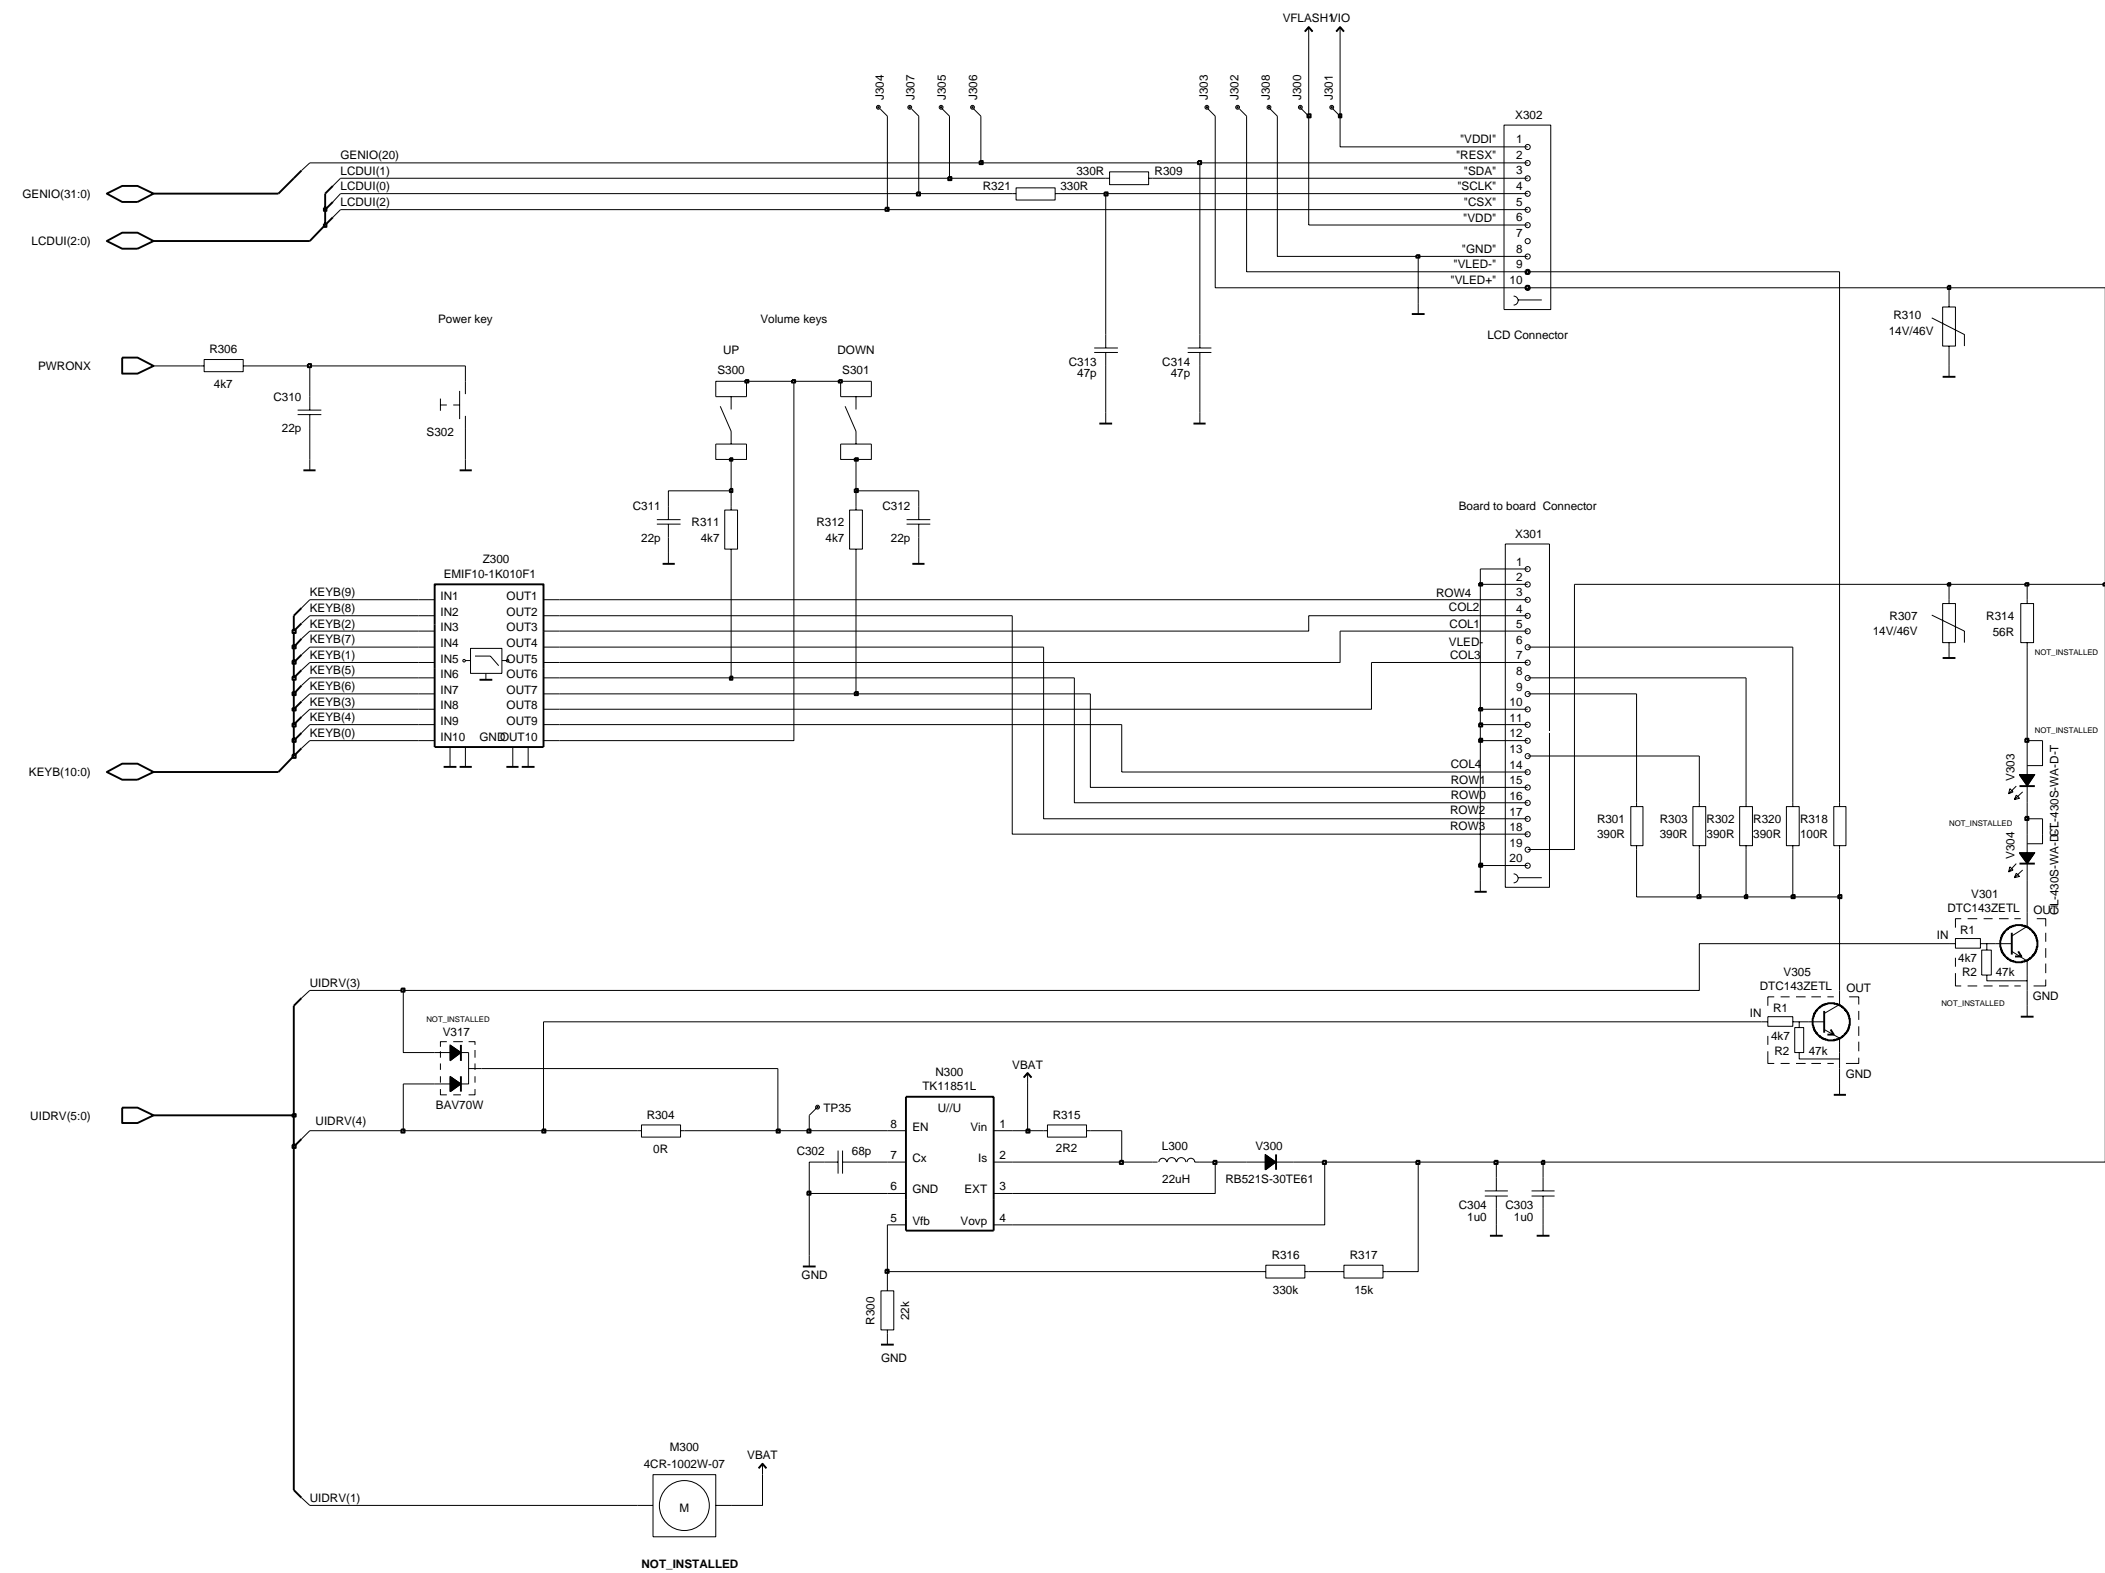 VFLASH1 VIO
J304 J307 J305 J306 J303 J302 J308 J300 J301
X302
GENIO(20)
LCDUI(1)
LCDUI(0)
LCDUI(2)
GENIO(31:0)
LCDUI(2:0)
330R R309
R321 330R
"VDDI" 1
"RESX" 2
"SDA" 3
"SCLK" 4
"CSX" 5
"VDD" 6
7
"GND" 8
"VLED-" 9
"VLED+" 10
LCD Connector
R310
14V/46V
Power key
Volume keys
PWRONX
R306
4k7
C310
22p
S302
UP
S300
DOWN
S301
C313
47p
C314
47p
C311
22p
R311
4k7
R312
4k7
C312
22p
Board to board Connector
X301
Z300
EMIF10-1K010F1
KEYB(9) IN1 OUT1
KEYB(8) IN2 OUT2
KEYB(2) IN3 OUT3
KEYB(7) IN4 OUT4
KEYB(1) IN5 OUT5
KEYB(5) IN6 OUT6
KEYB(6) IN7 OUT7
KEYB(3) IN8 OUT8
KEYB(4) IN9 OUT9
KEYB(0) IN10 GND OUT10
KEYB(10:0)
1
2
ROW4 3
COL2 4
COL1 5
VLED- 6
COL3 7
8
9
10
11
12
13
COL4 14
ROW1 15
ROW0 16
ROW2 17
ROW3 18
19
20
R307
14V/46V
R314
56R
NOT_INSTALLED
NOT_INSTALLED
V303
CL-430S-WA-D-T
NOT_INSTALLED
V304
CL-430S-WA-D-T
R301
390R
R303
390R
R302
390R
R320
390R
R318
100R
V301
DTC143ZETL OUT
IN R1
4k7
R2 47k
GND
NOT_INSTALLED
V305
DTC143ZETL OUT
IN R1
4k7
R2 47k
GND
UIDRV(3)
NOT_INSTALLED
V317
BAV70W
UIDRV(5:0)
UIDRV(4)
R304
0R
TP35
N300
TK11851L
U//U
8 EN Vin 1
7 Cx Is 2
6 GND EXT 3
5 Vfb Vovp 4
VBAT
R315
2R2
C302 68p
GND
L300
22uH
V300
RB521S-30TE61
C304
1u0
C303
1u0
R316
330k
R317
15k
R300
22k
GND
M300
4CR-1002W-07
VBAT
UIDRV(1)
M
NOT_INSTALLED